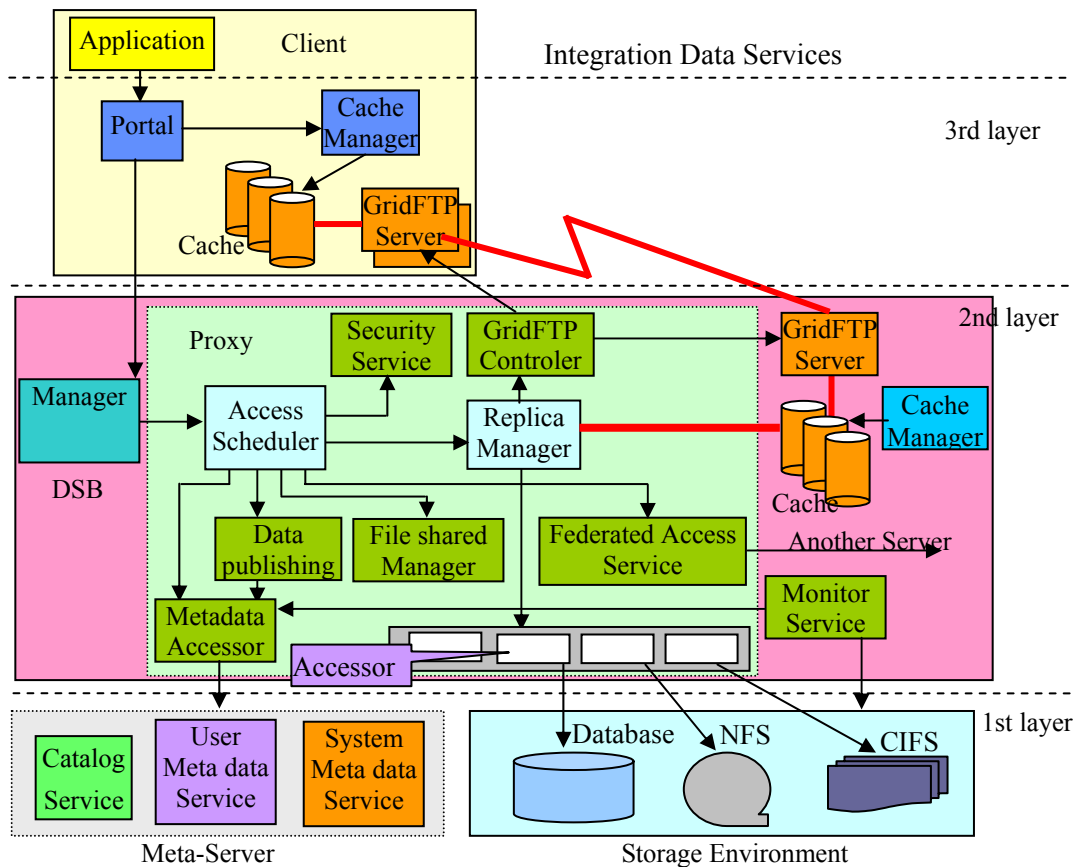 Application
Client
Integration Data Services
Portal
Cache
Manager
3rd layer
GridFTP
Server
Cache
2nd layer
Proxy
Security
Service
GridFTP
Controler
GridFTP
Server
Manager
Access
Scheduler
Replica
Manager
Cache
Manager
DSB
Cache
Data
publishing
File shared
Manager
Federated Access
Service
Another Server
Metadata
Accessor
Monitor
Service
Accessor
1st layer
Catalog
Service
User
Meta data
Service
System
Meta data
Service
Database
NFS
CIFS
Meta-Server
Storage Environment